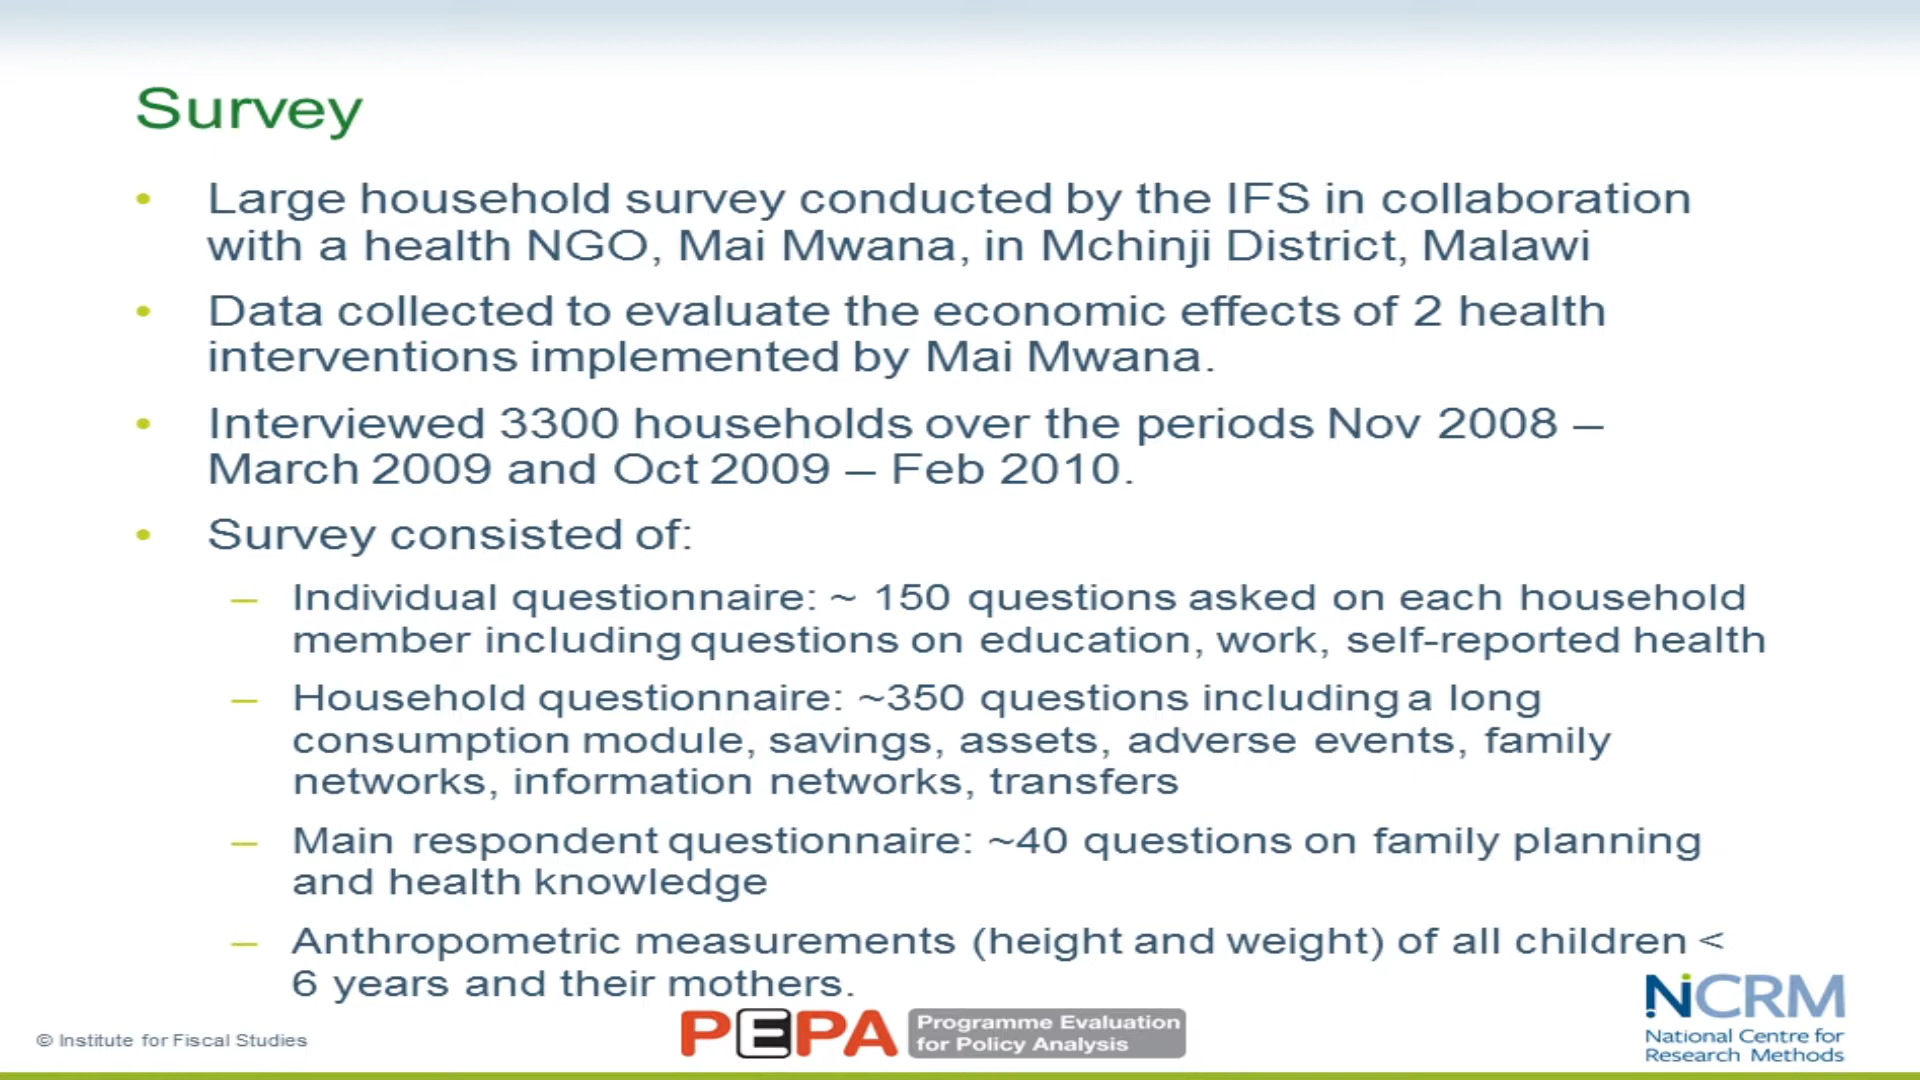 Survey
• Large household survey conducted by the IFS in collaboration
with a health NGO, Mai Mwana, in Mchinji District, Malawi
• Data collected to evaluate the economic effects of 2 health
interventions implemented by Mai Mwana.
• Interviewed 3300 households over the periods Nov 2008 –
March 2009 and Oct 2009 – Feb 2010.
• Survey consisted of:
– Individual questionnaire: ~ 150 questions asked on each household
member including questions on education, work, self-reported health
– Household questionnaire: ~350 questions including a long
consumption module, savings, assets, adverse events, family
networks, information networks, transfers
– Main respondent questionnaire: ~40 questions on family planning
and health knowledge
– Anthropometric measurements (height and weight) of all children <
6 years and their mothers.
© Institute for Fiscal Studies
PEPA
Programme Evaluation
for Policy Analysis
NCRM
National Centre for
Research Methods